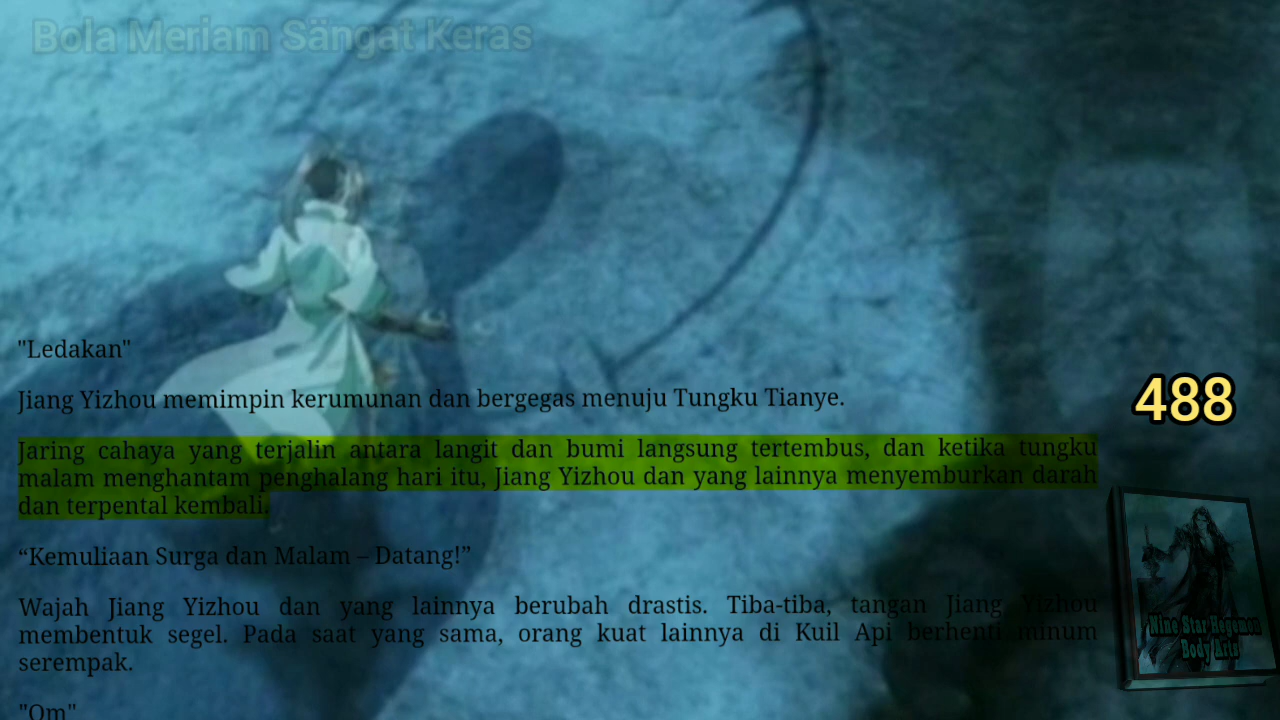 Bola Meriam Sängat Keras
"Ledakan"
Jiang Yizhou memimpin kerumunan dan bergegas menuju Tungku Tianye.
488
Jaring cahaya yang terjalin antara langit dan bumi langsung tertembus, dan ketika tungku
malam menghantam penghalang hari itu, Jiang Yizhou dan yang lainnya menyemburkan darah
dan terpental kembali.
“Kemuliaan Surga dan Malam – Datang!”
Wajah Jiang Yizhou dan yang lainnya berubah drastis. Tiba-tiba, tangan Jiang Yizhou
membentuk segel. Pada saat yang sama, orang kuat lainnya di Kuil Api berhenti minum
serempak.
"Om"
Nine Star Hegemon
Body Arts